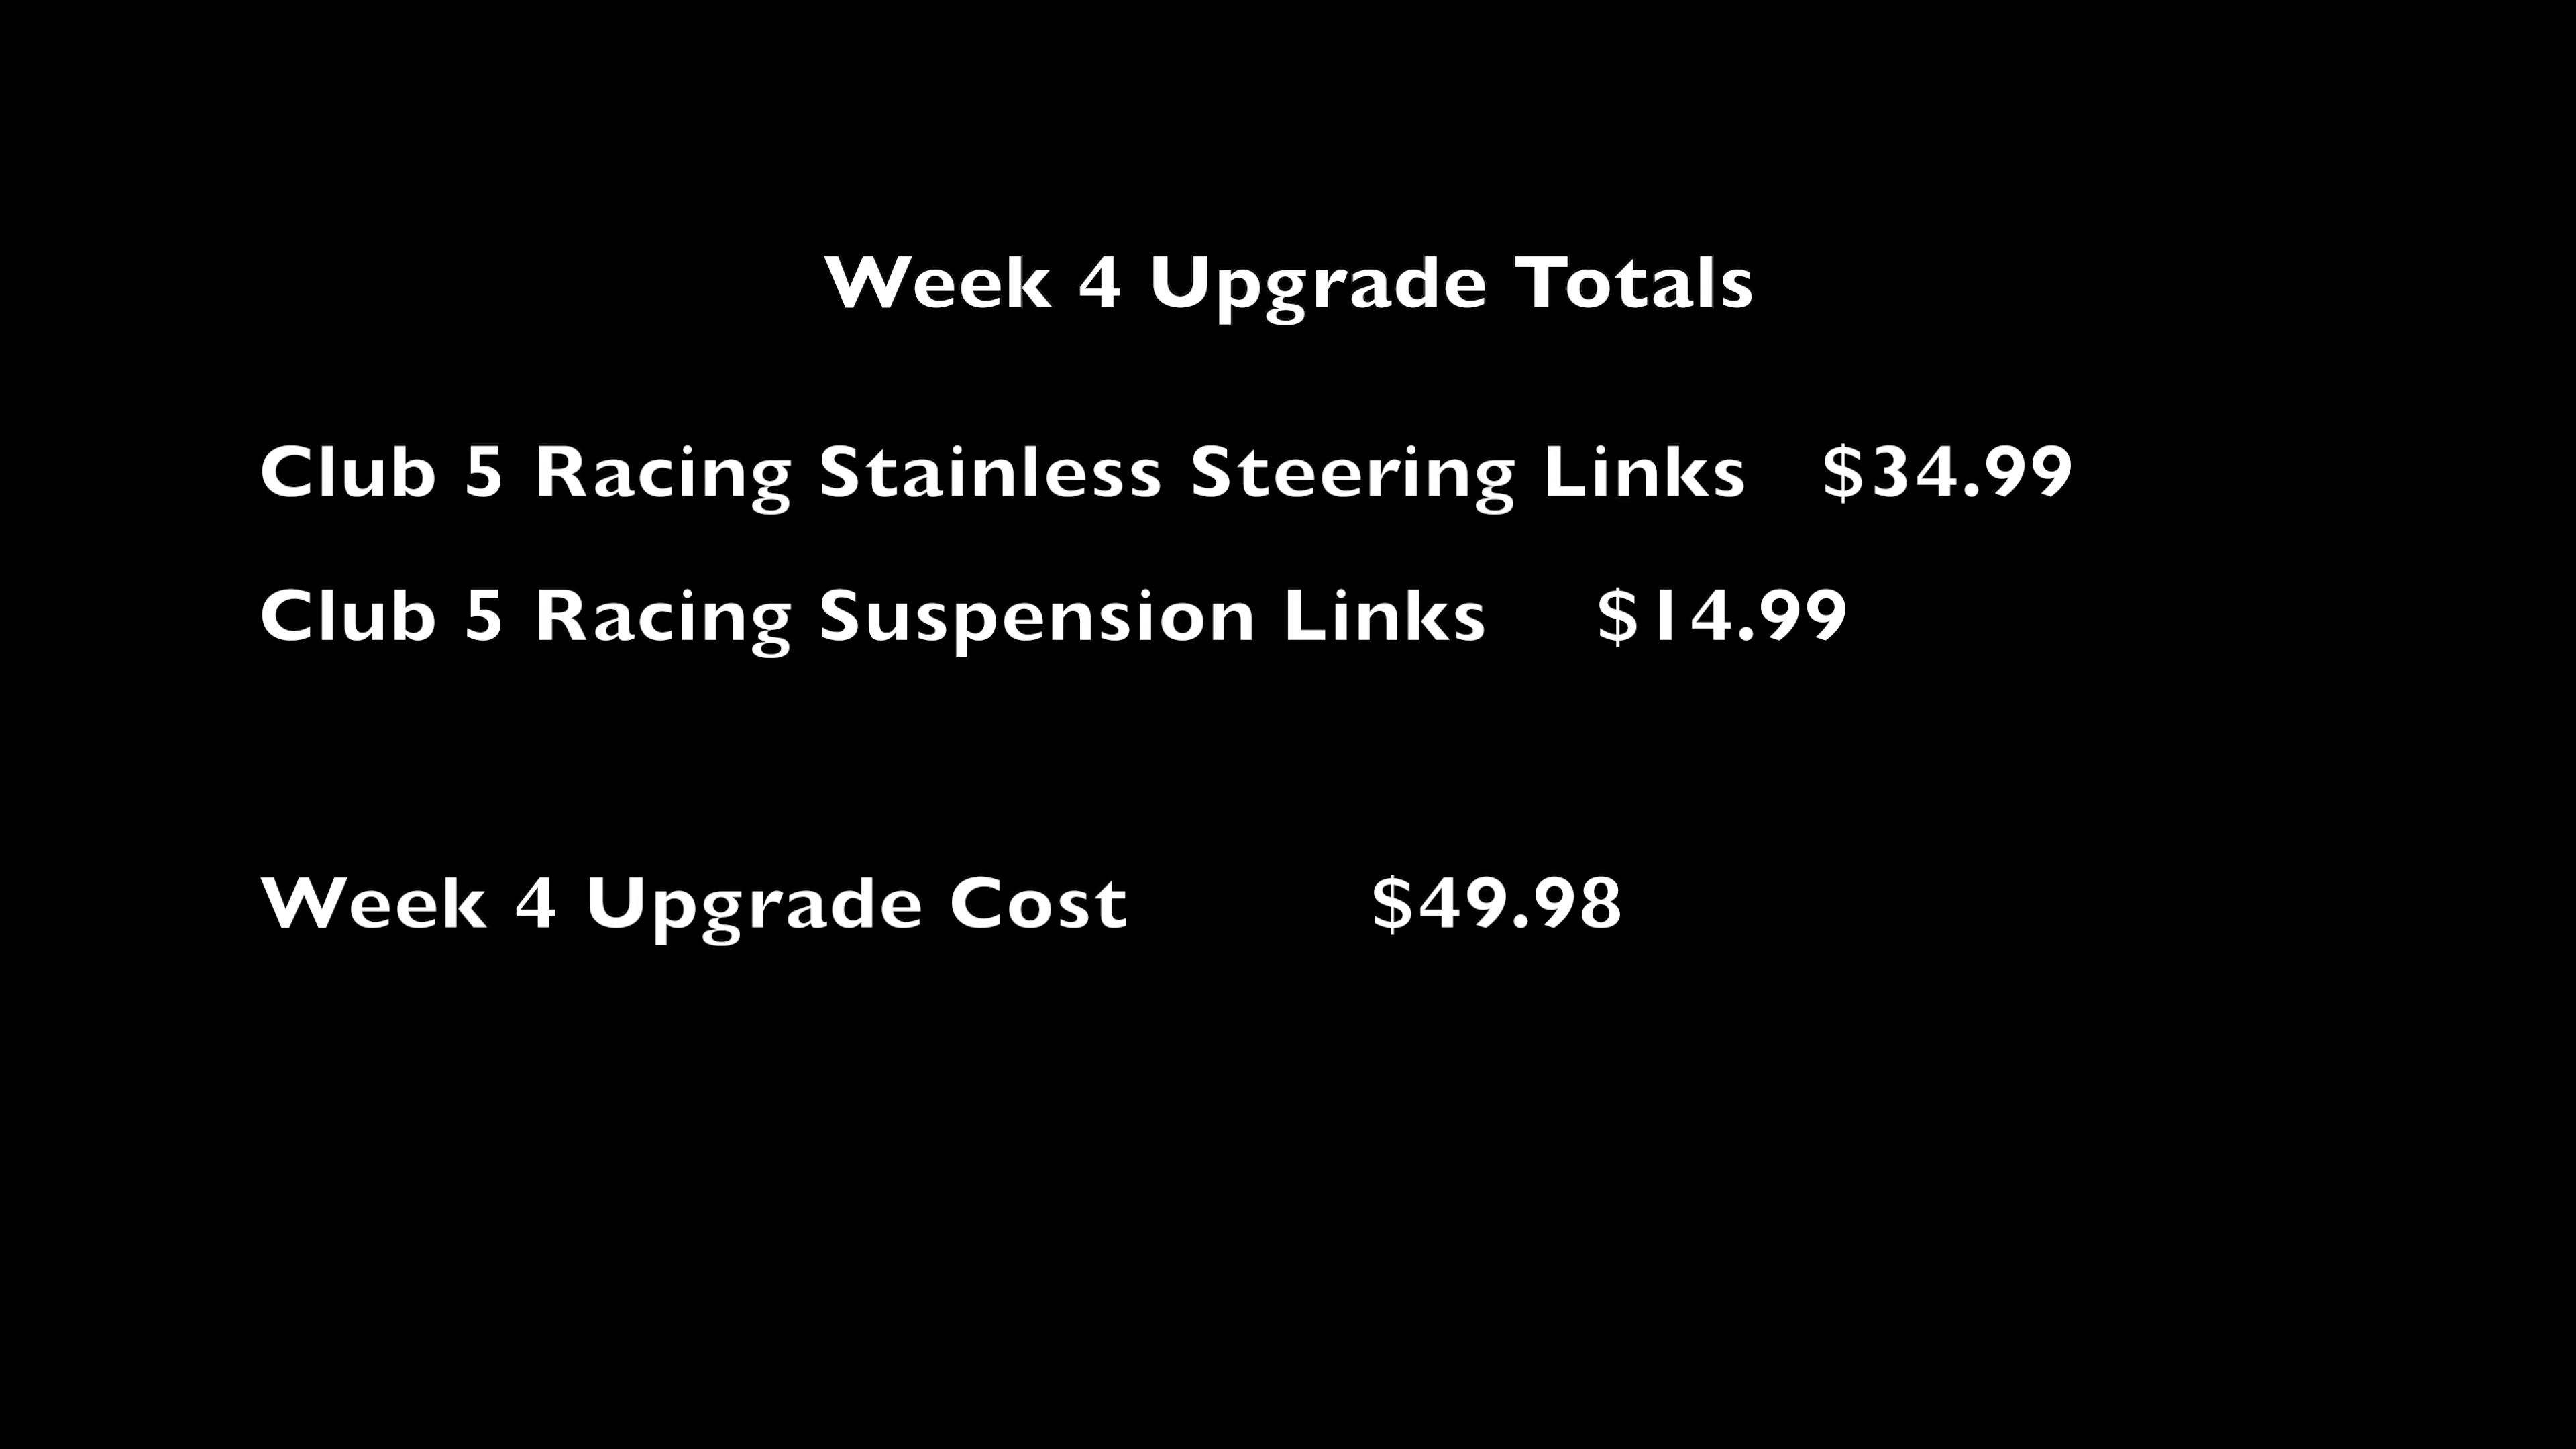 Week 4 Upgrade Totals
Club 5 Racing Stainless Steering Links $34.99
Club 5 Racing Suspension Links $14.99
Week 4 Upgrade Cost $49.98